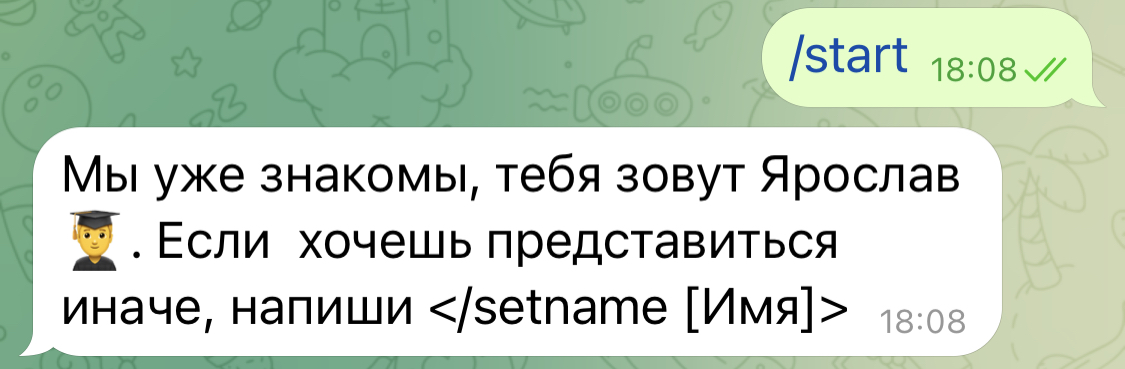 /start 18:08
Мы уже знакомы, тебя зовут Ярослав
👨‍🎓. Если  хочешь представиться
иначе, напиши </setname [Имя]> 18:08